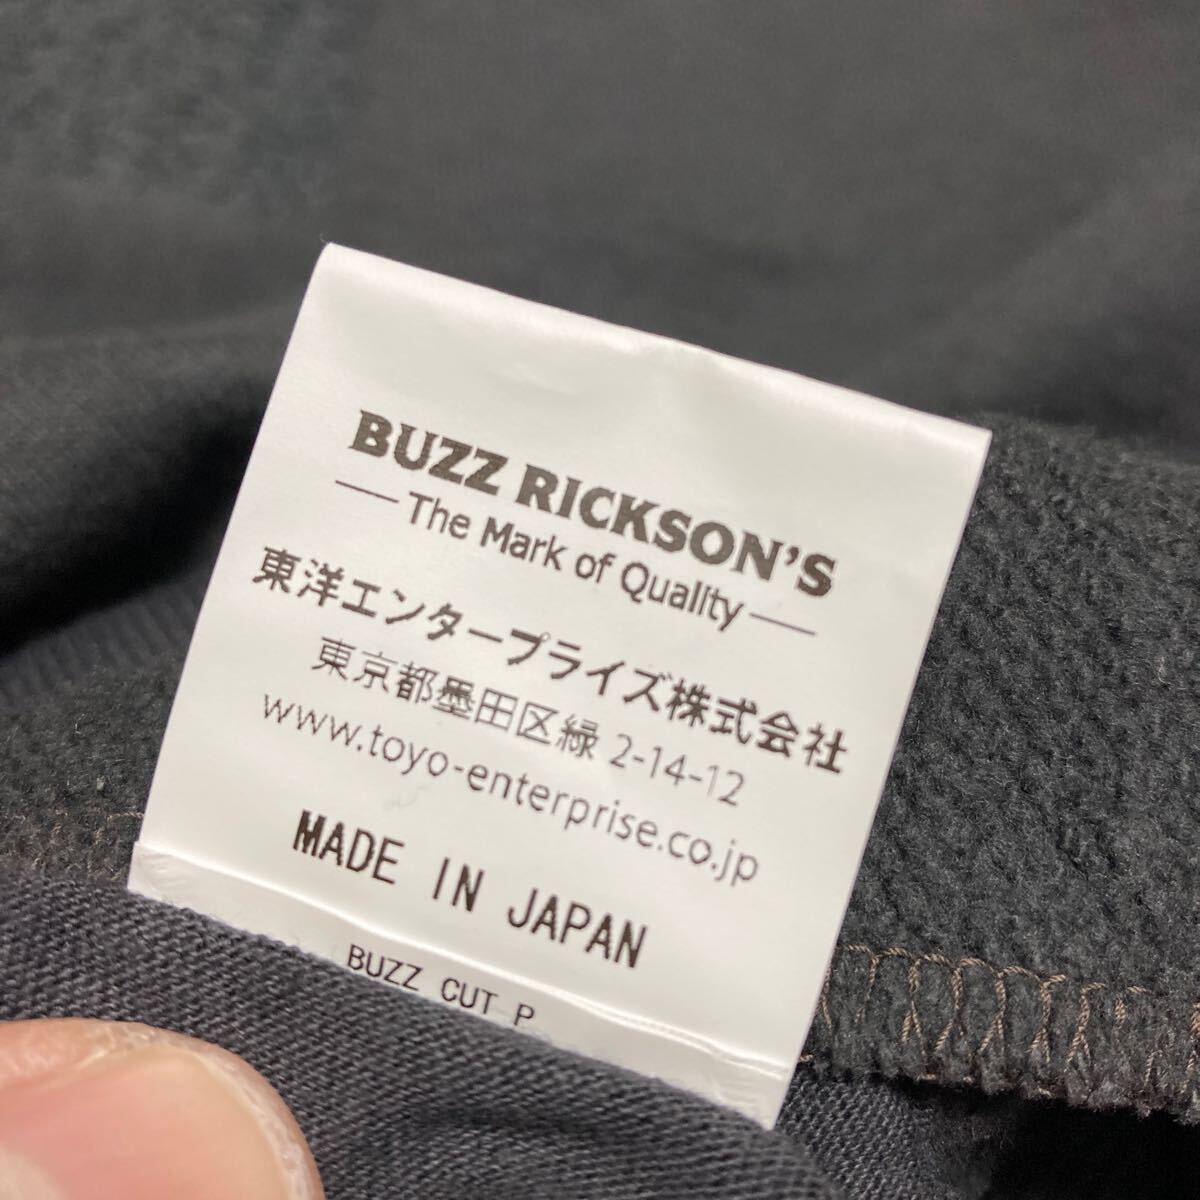 BUZZ RICKSON'S
The Mark of Quality
東洋エンタープライズ株式会社
東京都墨田区緑 2-14-12
www.toyo-enterprise.co.jp
MADE IN JAPAN
BUZZ CUT P